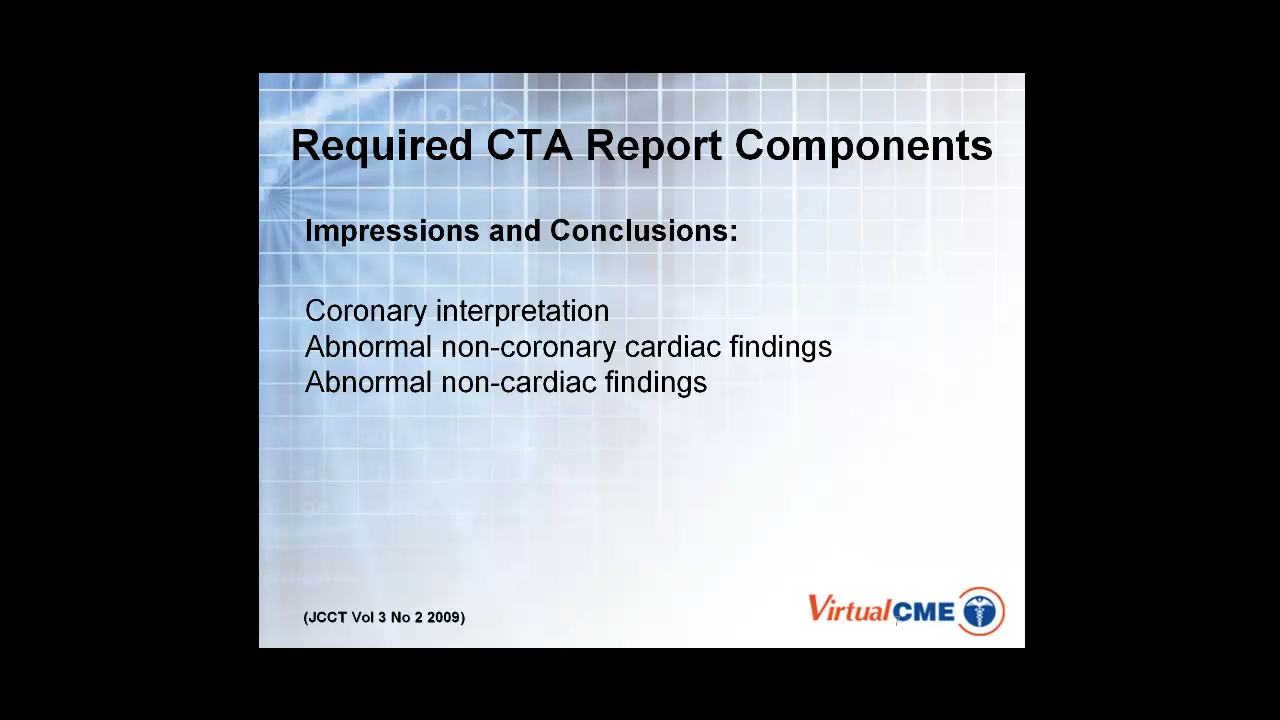 Required CTA Report Components
Impressions and Conclusions:
Coronary interpretation
Abnormal non-coronary cardiac findings
Abnormal non-cardiac findings
(JCCT Vol 3 No 2 2009)
VirtualCME